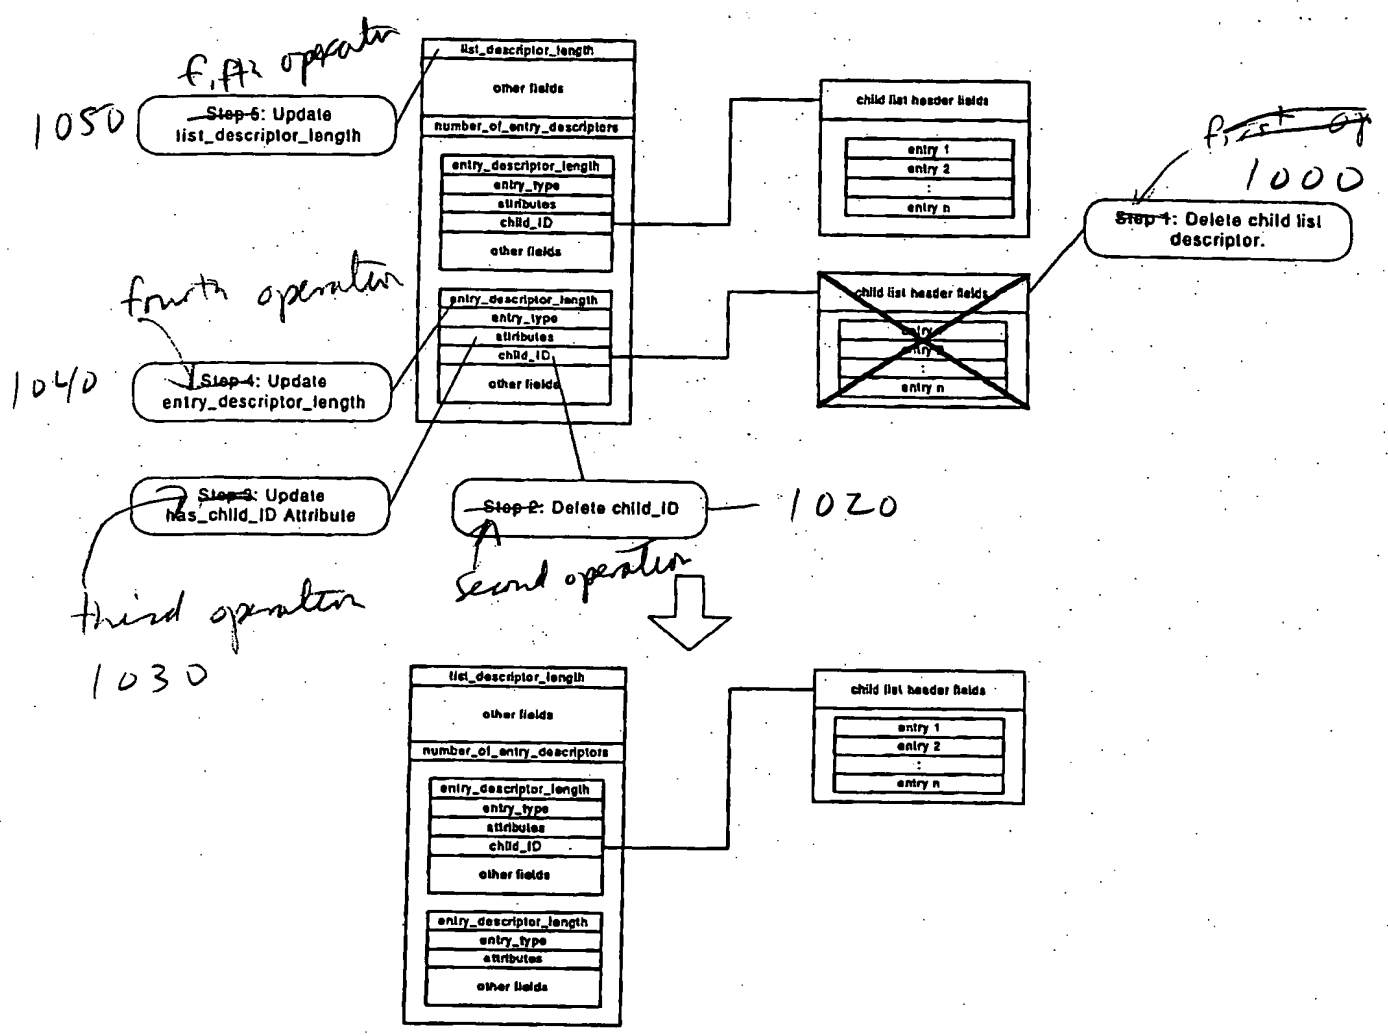 fifth operatin
1050
Step 5: Update
list_descriptor_length
list_descriptor_length
other fields
number_of_entry_descriptors
entry_descriptor_length
entry_type
attributes
child_ID
other fields
child list header fields
entry 1
entry 2
:
entry n
first op
1000
Step 1: Delete child list
descriptor.
fourth operation
1040
Step 4: Update
entry_descriptor_length
entry_descriptor_length
entry_type
attributes
child_ID
other fields
child list header fields
entry n
Step 3: Update
has_child_ID Attribute
third operation
1030
Step 2: Delete child_ID
1020
second operation
list_descriptor_length
other fields
number_of_entry_descriptors
entry_descriptor_length
entry_type
attributes
child_ID
other fields
entry_descriptor_length
entry_type
attributes
other fields
child list header fields
entry 1
entry 2
:
entry n